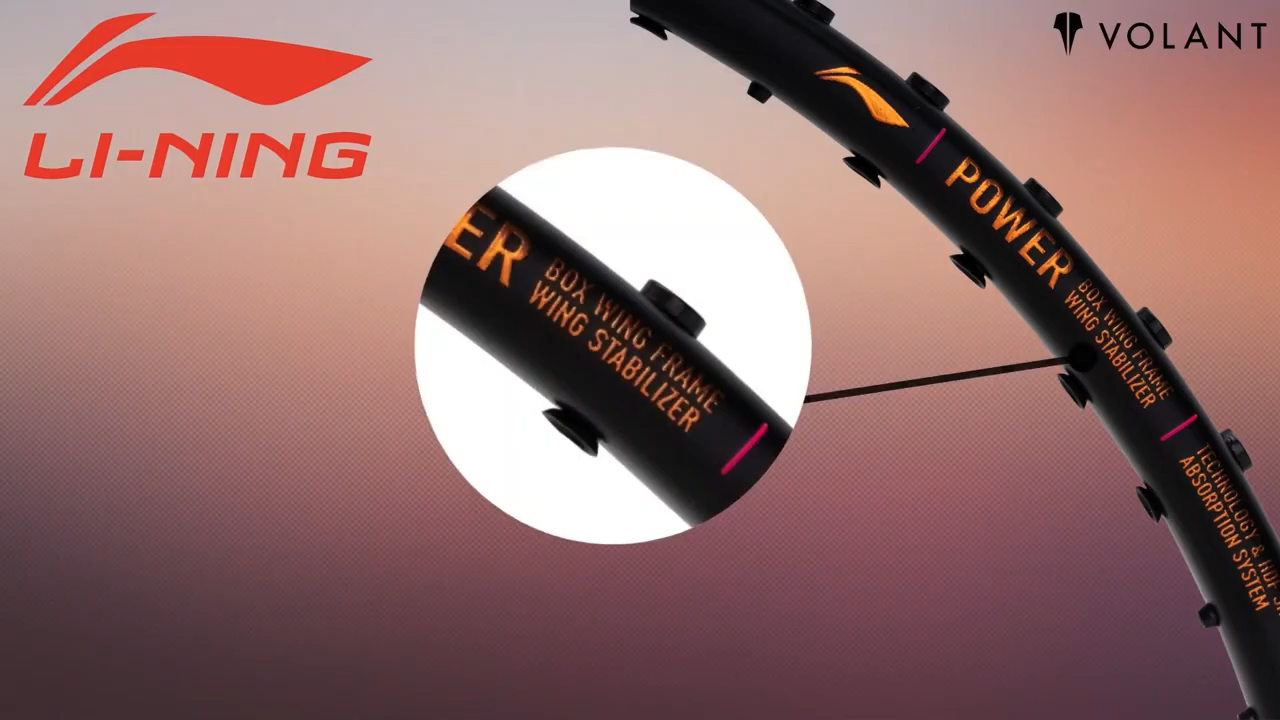 LI-NING
VOLANT
POWER
BOX WING FRAME
WING STABILIZER
TECHNOLOGY &
ABSORPTION SYSTEM
ER
BOX WING FRAME
WING STABILIZER